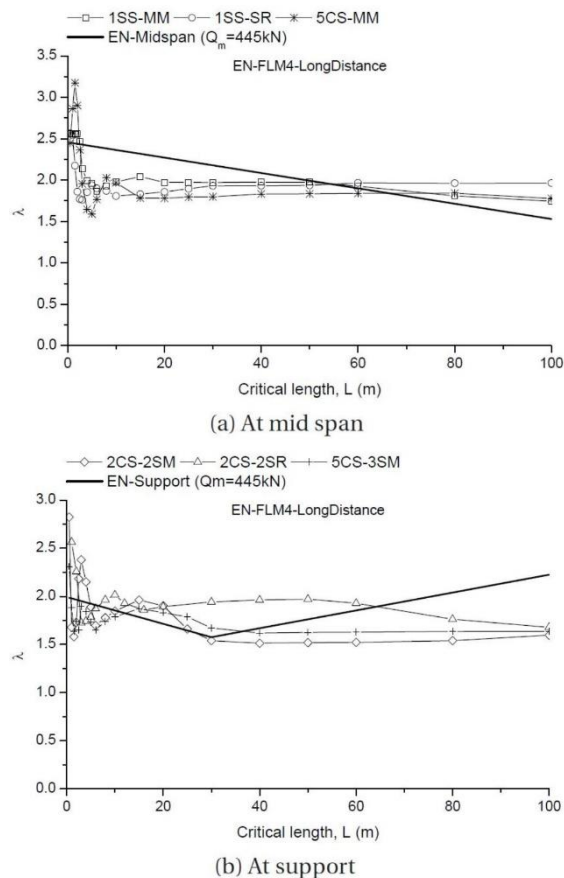 1SS-MM 1SS-SR 5CS-MM
EN-Midspan (Qm=445kN)
EN-FLM4-LongDistance
3.5
3.0
2.5
2.0
1.5
1.0
0.5
0.0
λ
0 20 40 60 80 100
Critical length, L (m)
(a) At mid span
2CS-2SM 2CS-2SR 5CS-3SM
EN-Support (Qm=445kN)
EN-FLM4-LongDistance
3.0
2.5
2.0
1.5
1.0
0.5
0.0
λ
0 20 40 60 80 100
Critical length, L (m)
(b) At support